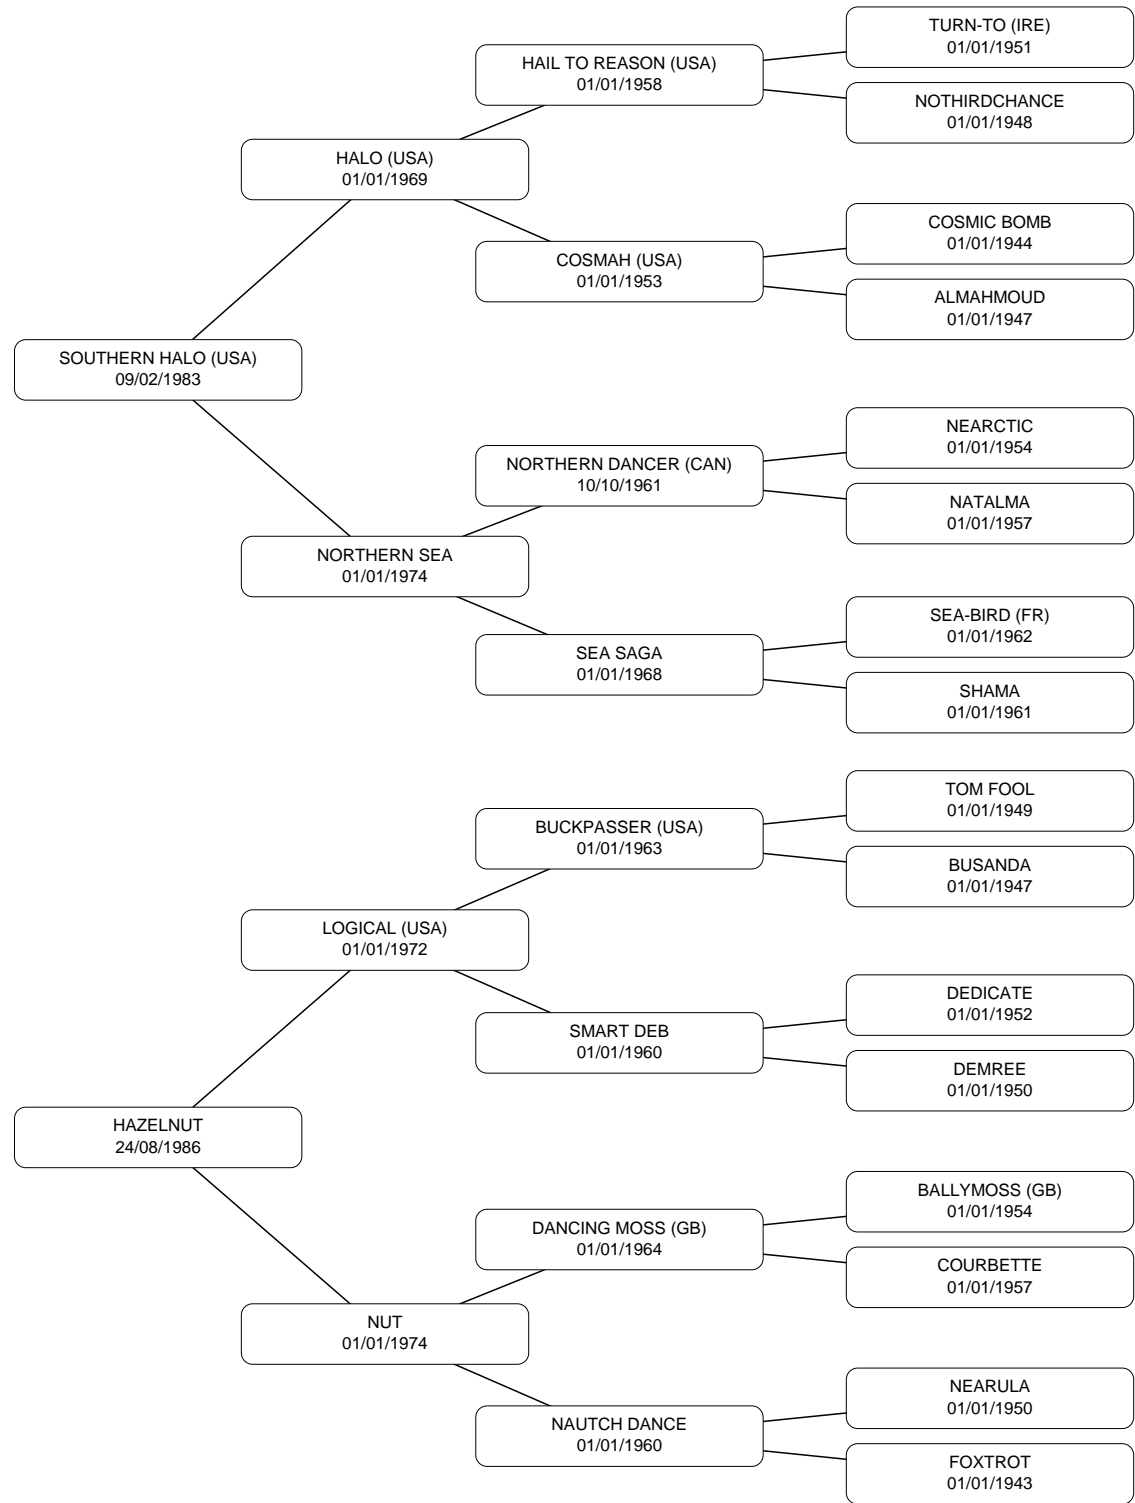 TURN-TO (IRE)
01/01/1951
HAIL TO REASON (USA)
01/01/1958
NOTHIRDCHANCE
01/01/1948
HALO (USA)
01/01/1969
COSMIC BOMB
01/01/1944
COSMAH (USA)
01/01/1953
ALMAHMOUD
01/01/1947
SOUTHERN HALO (USA)
09/02/1983
NEARCTIC
01/01/1954
NORTHERN DANCER (CAN)
10/10/1961
NATALMA
01/01/1957
NORTHERN SEA
01/01/1974
SEA-BIRD (FR)
01/01/1962
SEA SAGA
01/01/1968
SHAMA
01/01/1961
TOM FOOL
01/01/1949
BUCKPASSER (USA)
01/01/1963
BUSANDA
01/01/1947
LOGICAL (USA)
01/01/1972
DEDICATE
01/01/1952
SMART DEB
01/01/1960
DEMREE
01/01/1950
HAZELNUT
24/08/1986
BALLYMOSS (GB)
01/01/1954
DANCING MOSS (GB)
01/01/1964
COURBETTE
01/01/1957
NUT
01/01/1974
NEARULA
01/01/1950
NAUTCH DANCE
01/01/1960
FOXTROT
01/01/1943